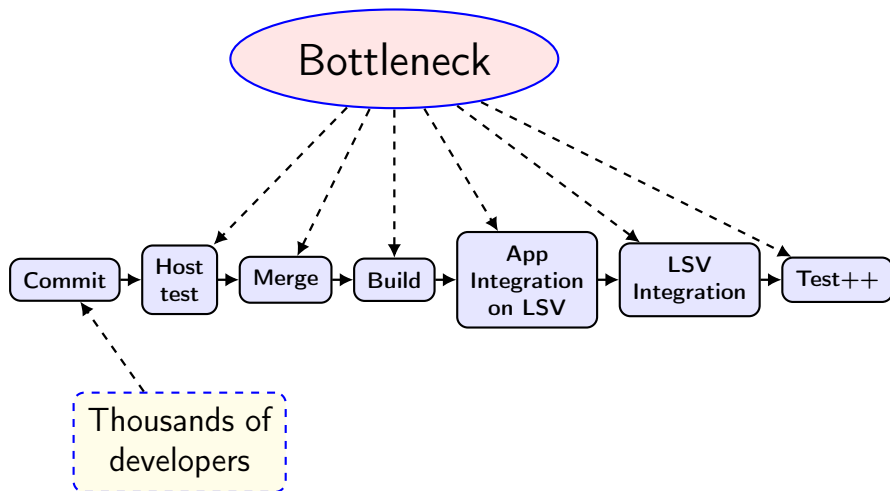 Bottleneck
Commit
Host
test
Merge
Build
App
Integration
on LSV
LSV
Integration
Test++
Thousands of
developers